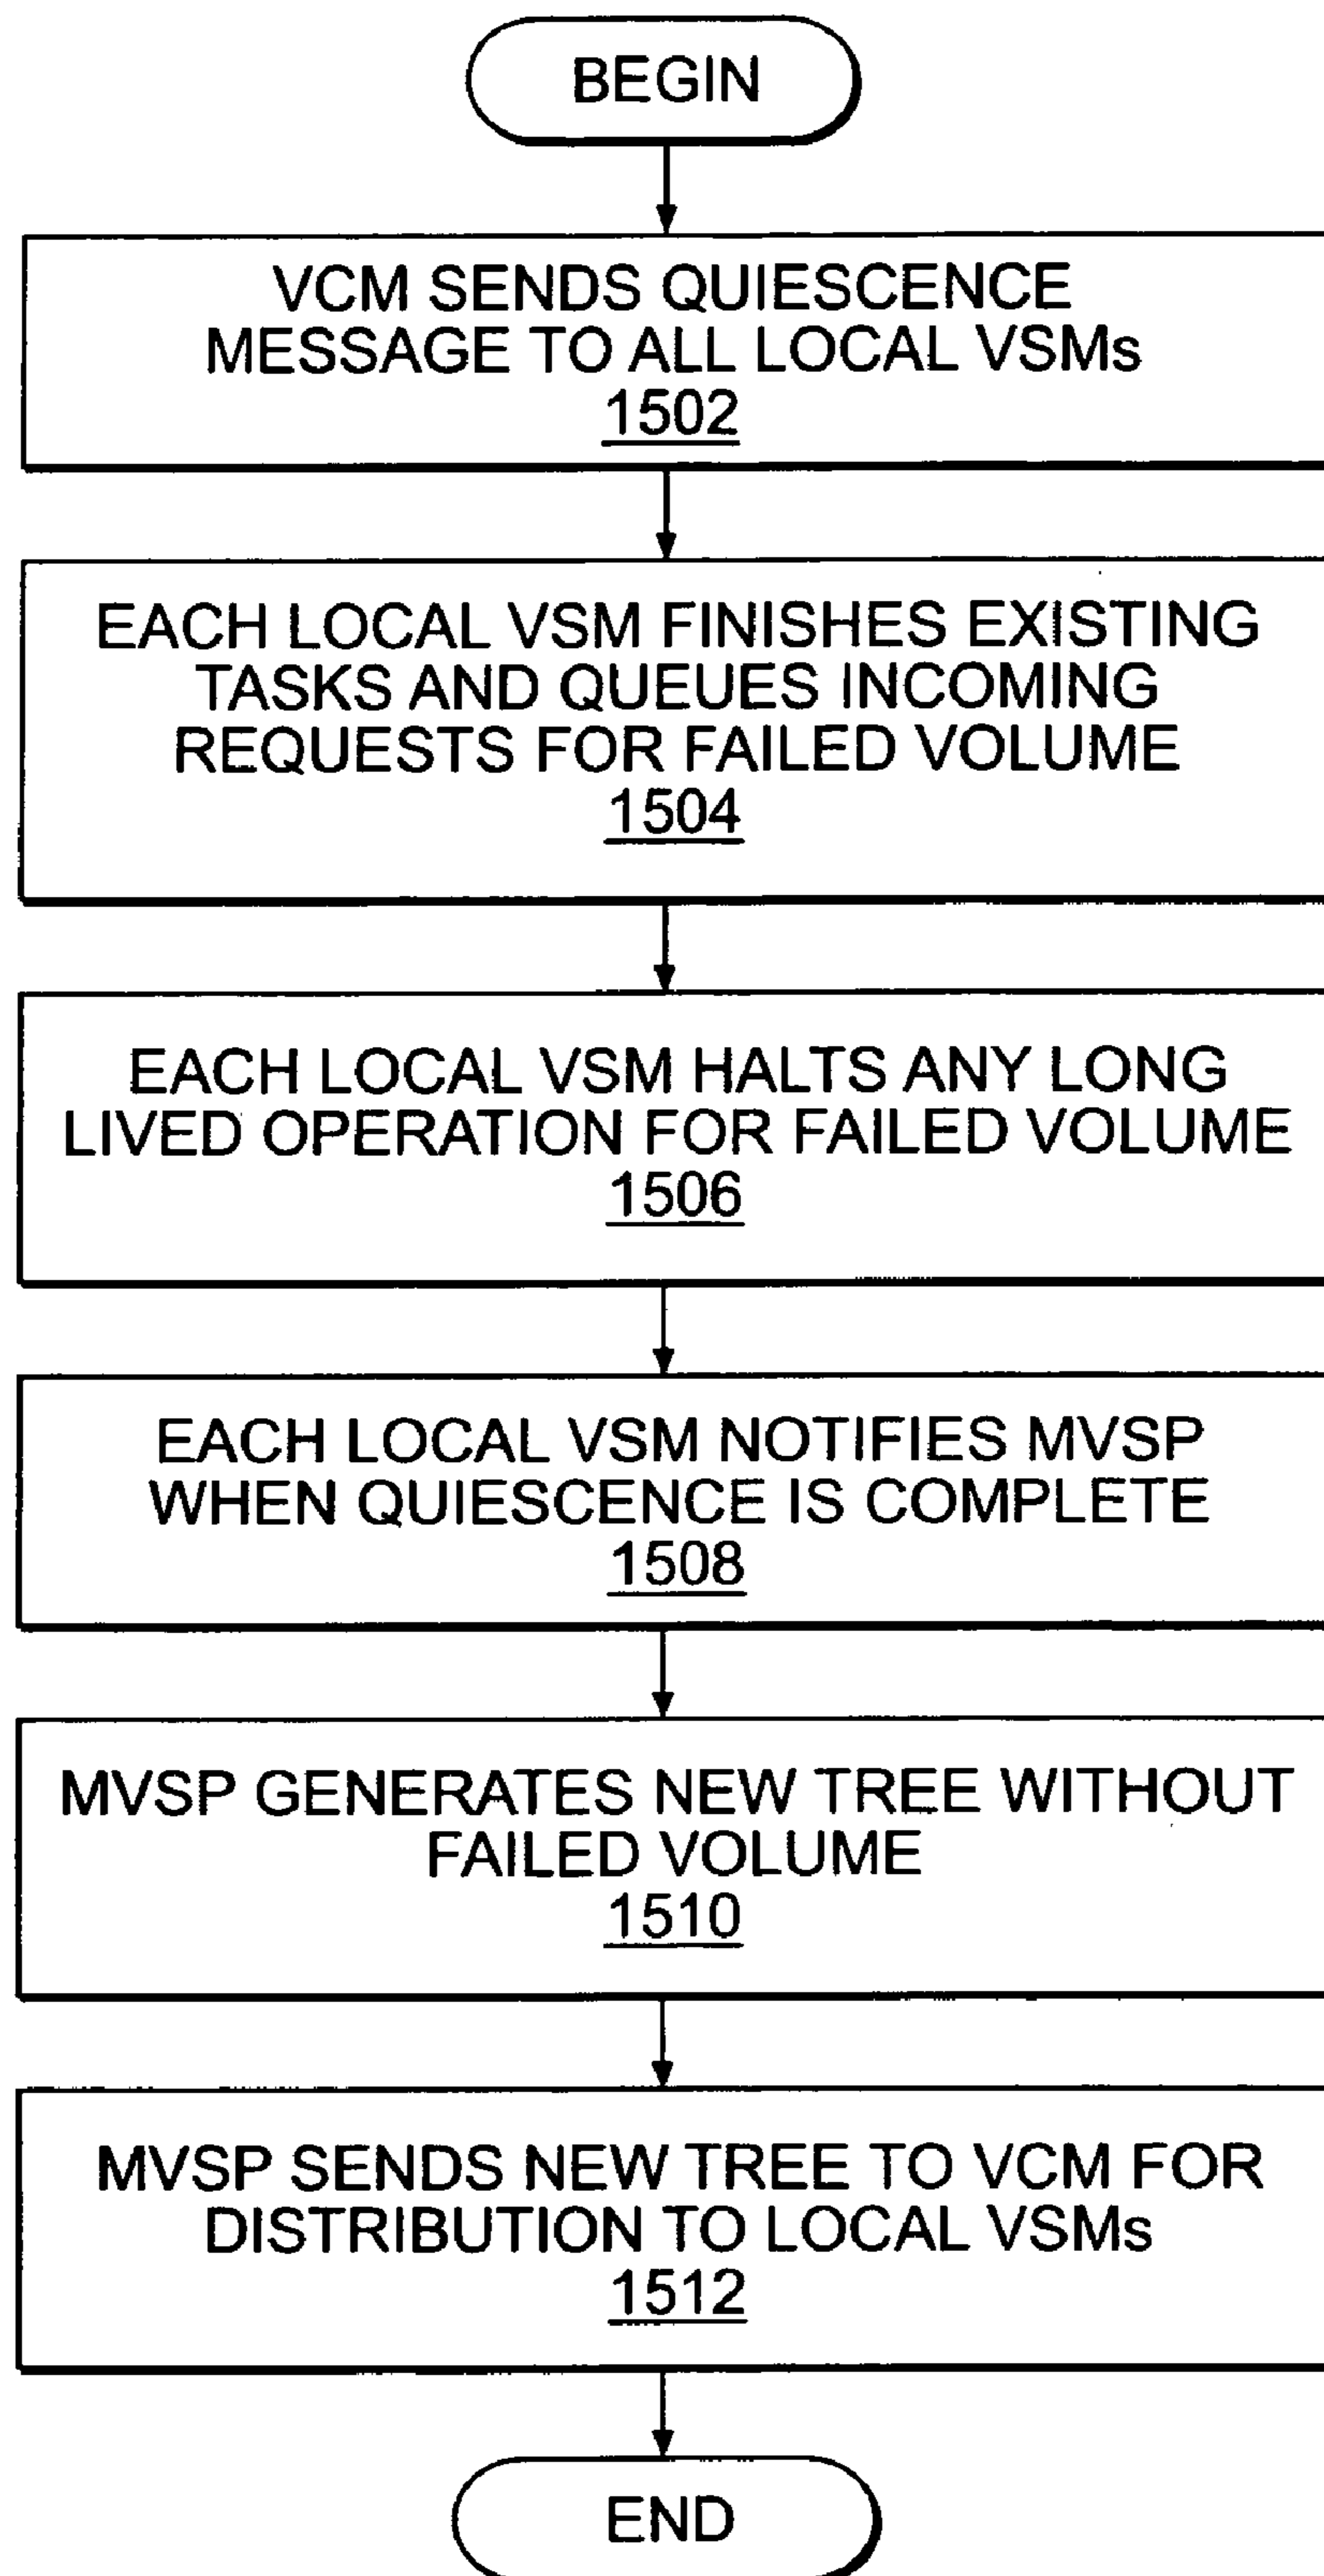 BEGIN
VCM SENDS QUIESCENCE
MESSAGE TO ALL LOCAL VSMs
1502
EACH LOCAL VSM FINISHES EXISTING
TASKS AND QUEUES INCOMING
REQUESTS FOR FAILED VOLUME
1504
EACH LOCAL VSM HALTS ANY LONG
LIVED OPERATION FOR FAILED VOLUME
1506
EACH LOCAL VSM NOTIFIES MVSP
WHEN QUIESCENCE IS COMPLETE
1508
MVSP GENERATES NEW TREE WITHOUT
FAILED VOLUME
1510
MVSP SENDS NEW TREE TO VCM FOR
DISTRIBUTION TO LOCAL VSMs
1512
END